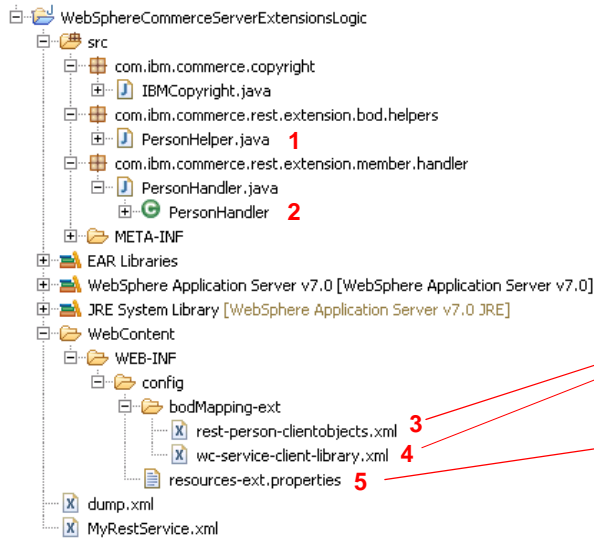 WebSphereCommerceServerExtensionsLogic
src
com.ibm.commerce.copyright
IBMCopyright.java
com.ibm.commerce.rest.extension.bod.helpers
PersonHelper.java 1
com.ibm.commerce.rest.extension.member.handler
PersonHandler.java
PersonHandler 2
META-INF
EAR Libraries
WebSphere Application Server v7.0 [WebSphere Application Server v7.0]
JRE System Library [WebSphere Application Server v7.0 JRE]
WebContent
WEB-INF
config
bodMapping-ext
rest-person-clientobjects.xml 3
wc-service-client-library.xml 4
resources-ext.properties 5
dump.xml
MyRestService.xml